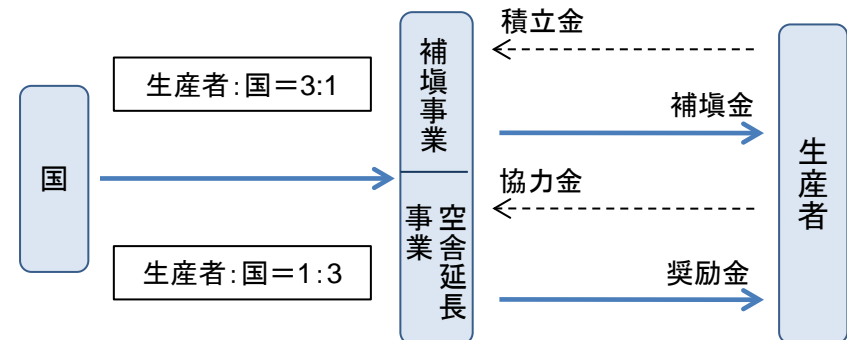 国
生産者:国＝3:1
生産者:国＝1:3
補塡事業
空舎延長
事業
積立金
補塡金
協力金
奨励金
生産者